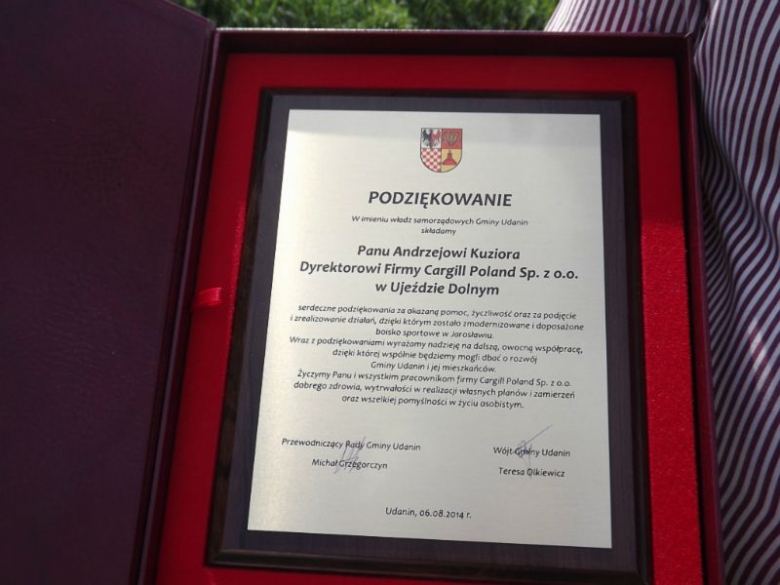 PODZIĘKOWANIE
W imieniu władz samorządowych Gminy Udanin
składamy
Panu Andrzejowi Kuziora
Dyrektorowi Firmy Cargill Poland Sp. z o.o.
w Ujeździe Dolnym
serdeczne podziękowania za okazaną pomoc, życzliwość oraz za podjęcie
i zrealizowanie działań, dzięki którym zostało zmodernizowane i doposażone
boisko sportowe w Jarosławiu.
Wraz z podziękowaniami wyrażamy nadzieję na dalszą, owocną współpracę,
dzięki której wspólnie będziemy mogli dbać o rozwój
Gminy Udanin i jej mieszkańców.
Życzymy Panu i wszystkim pracownikom firmy Cargill Poland Sp. z o.o.
dobrego zdrowia, wytrwałości w realizacji własnych planów i zamierzeń
oraz wszelkiej pomyślności w życiu osobistym.
Przewodniczący Rady Gminy Udanin Wójt Gminy Udanin
Michał Grzegorczyn Teresa Olkiewicz
Udanin, 06.08.2014 r.